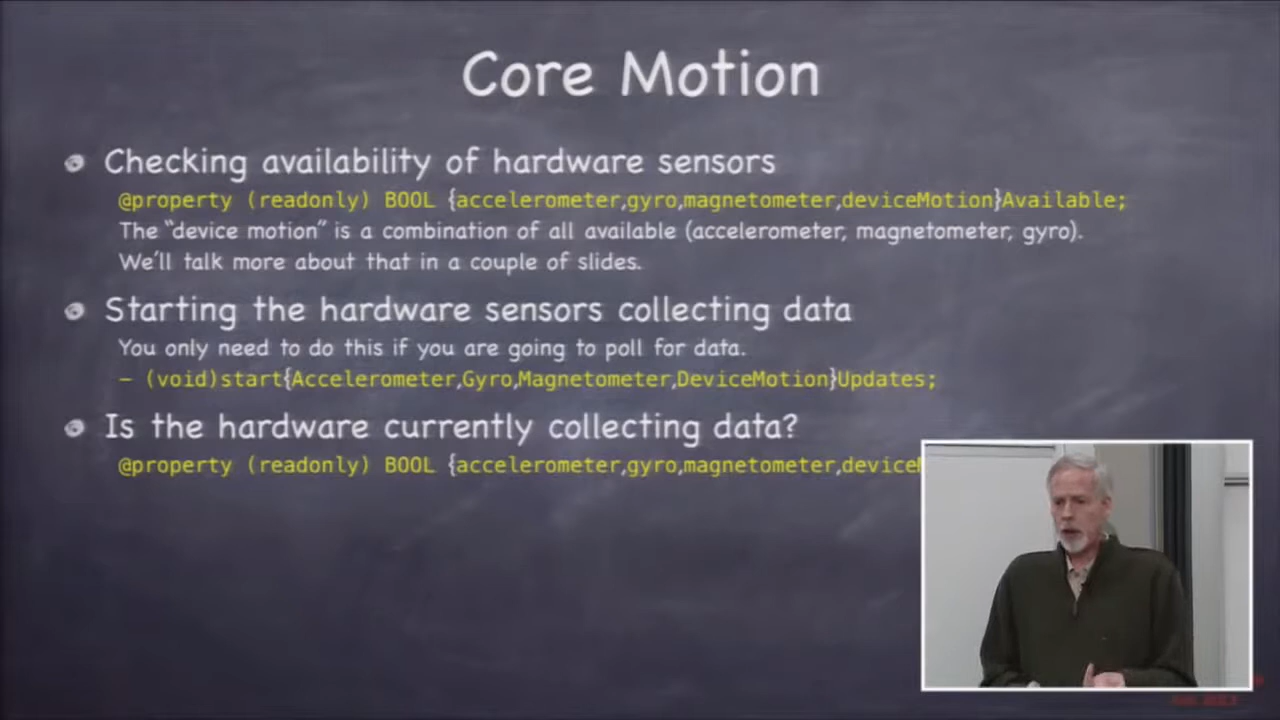 Core Motion
Checking availability of hardware sensors
@property (readonly) BOOL {accelerometer,gyro,magnetometer,deviceMotion}Available;
The “device motion” is a combination of all available (accelerometer, magnetometer, gyro).
We’ll talk more about that in a couple of slides.
Starting the hardware sensors collecting data
You only need to do this if you are going to poll for data.
– (void)start{Accelerometer,Gyro,Magnetometer,DeviceMotion}Updates;
Is the hardware currently collecting data?
@property (readonly) BOOL {accelerometer,gyro,magnetometer,